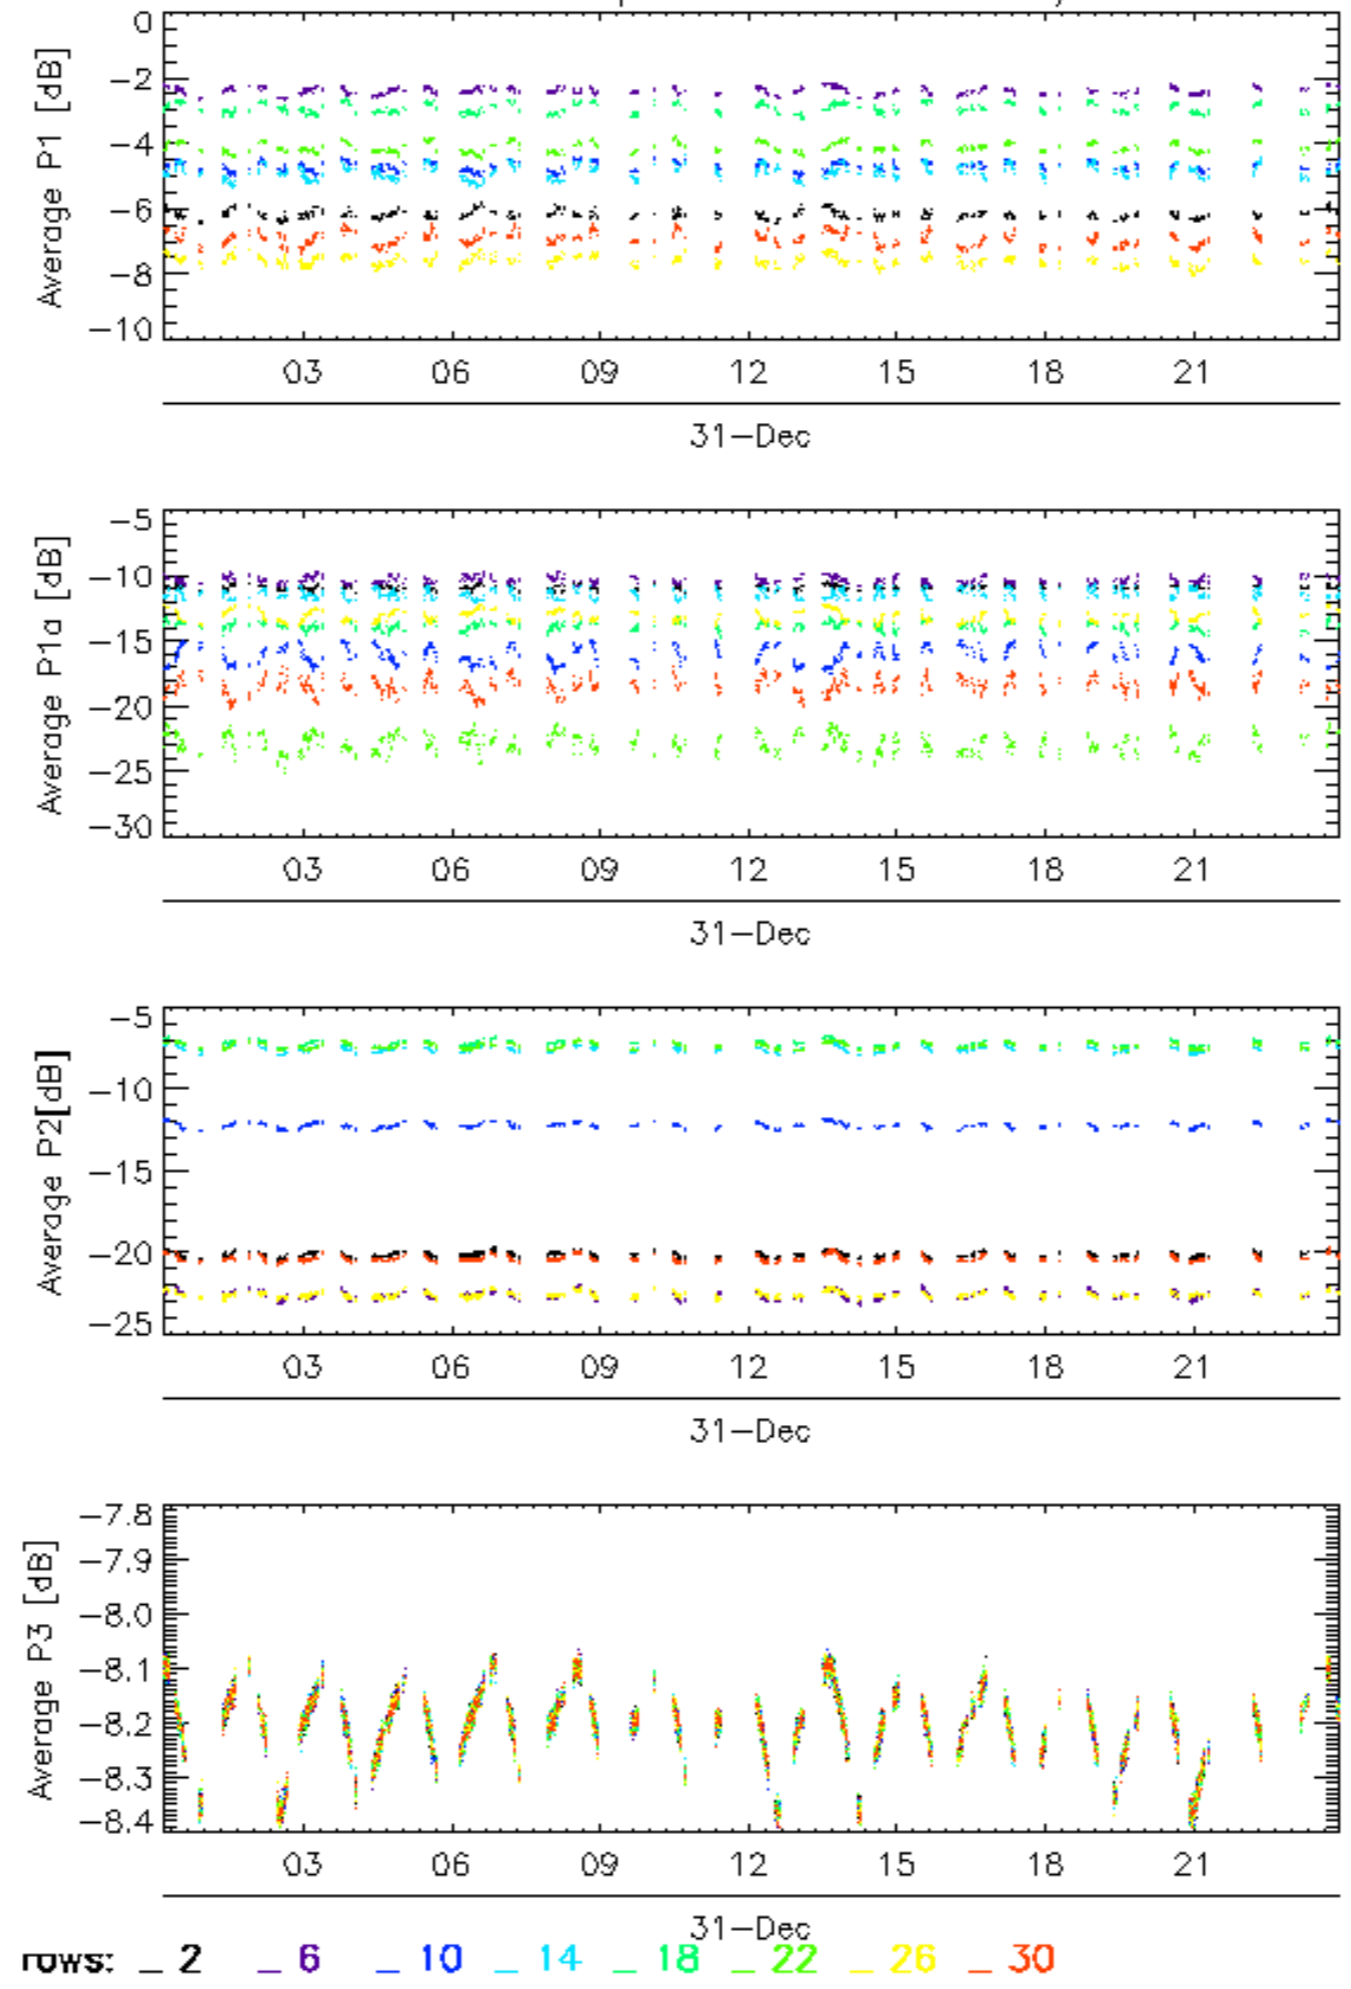 0
−2
−4
−6
−8
−10
Average P1 [dB]
03 06 09 12 15 18 21
31−Dec
−5
−10
−15
−20
−25
−30
Average P1a [dB]
03 06 09 12 15 18 21
31−Dec
−5
−10
−15
−20
−25
Average P2[dB]
03 06 09 12 15 18 21
31−Dec
−7.8
−7.9
−8.0
−8.1
−8.2
−8.3
−8.4
Average P3 [dB]
03 06 09 12 15 18 21
31−Dec
rows: _ 2 _ 6 _ 10 _ 14 _ 18 _ 22 _ 26 _ 30